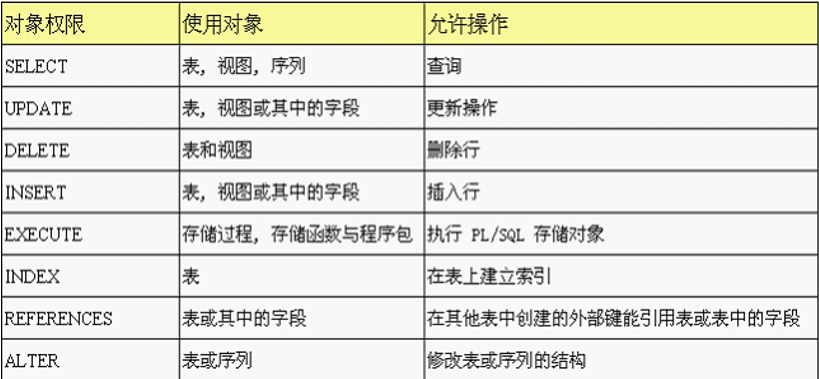 对象权限 使用对象 允许操作
SELECT 表, 视图, 序列 查询
UPDATE 表, 视图或其中的字段 更新操作
DELETE 表和视图 删除行
INSERT 表, 视图或其中的字段 插入行
EXECUTE 存储过程, 存储函数与程序包 执行 PL/SQL 存储对象
INDEX 表 在表上建立索引
REFERENCES 表或其中的字段 在其他表中创建的外部键能引用表或表中的字段
ALTER 表或序列 修改表或序列的结构